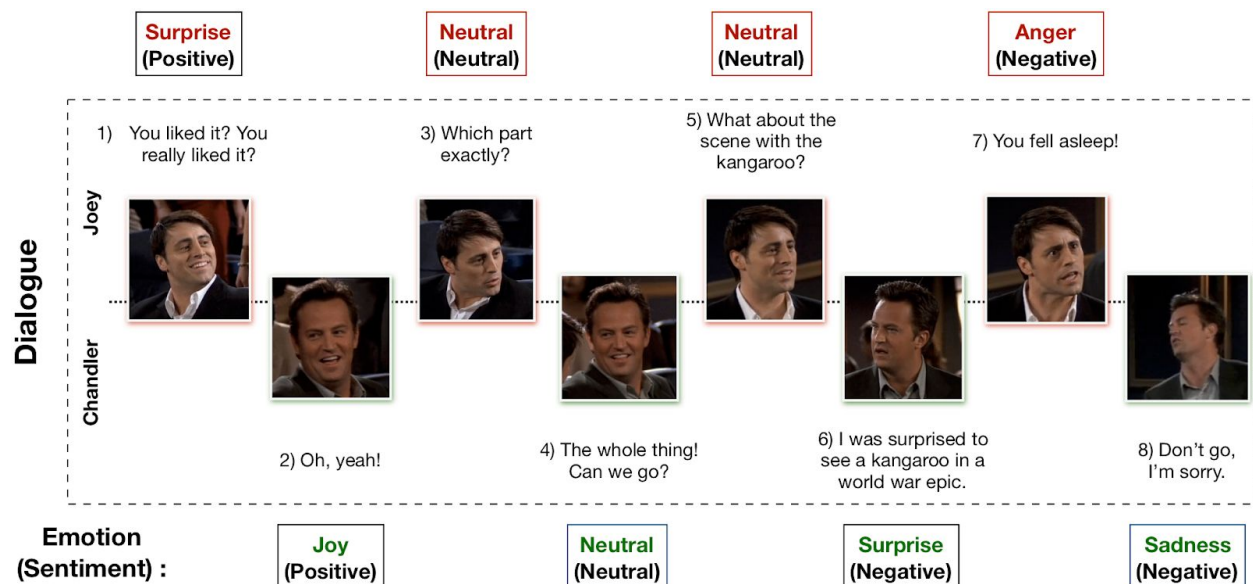 Surprise
(Positive)
Neutral
(Neutral)
Neutral
(Neutral)
Anger
(Negative)
Dialogue
Joey
Chandler
1) You liked it? You
really liked it?
2) Oh, yeah!
3) Which part
exactly?
4) The whole thing!
Can we go?
5) What about the
scene with the
kangaroo?
6) I was surprised to
see a kangaroo in a
world war epic.
7) You fell asleep!
8) Don’t go,
I’m sorry.
Emotion
(Sentiment) :
Joy
(Positive)
Neutral
(Neutral)
Surprise
(Negative)
Sadness
(Negative)